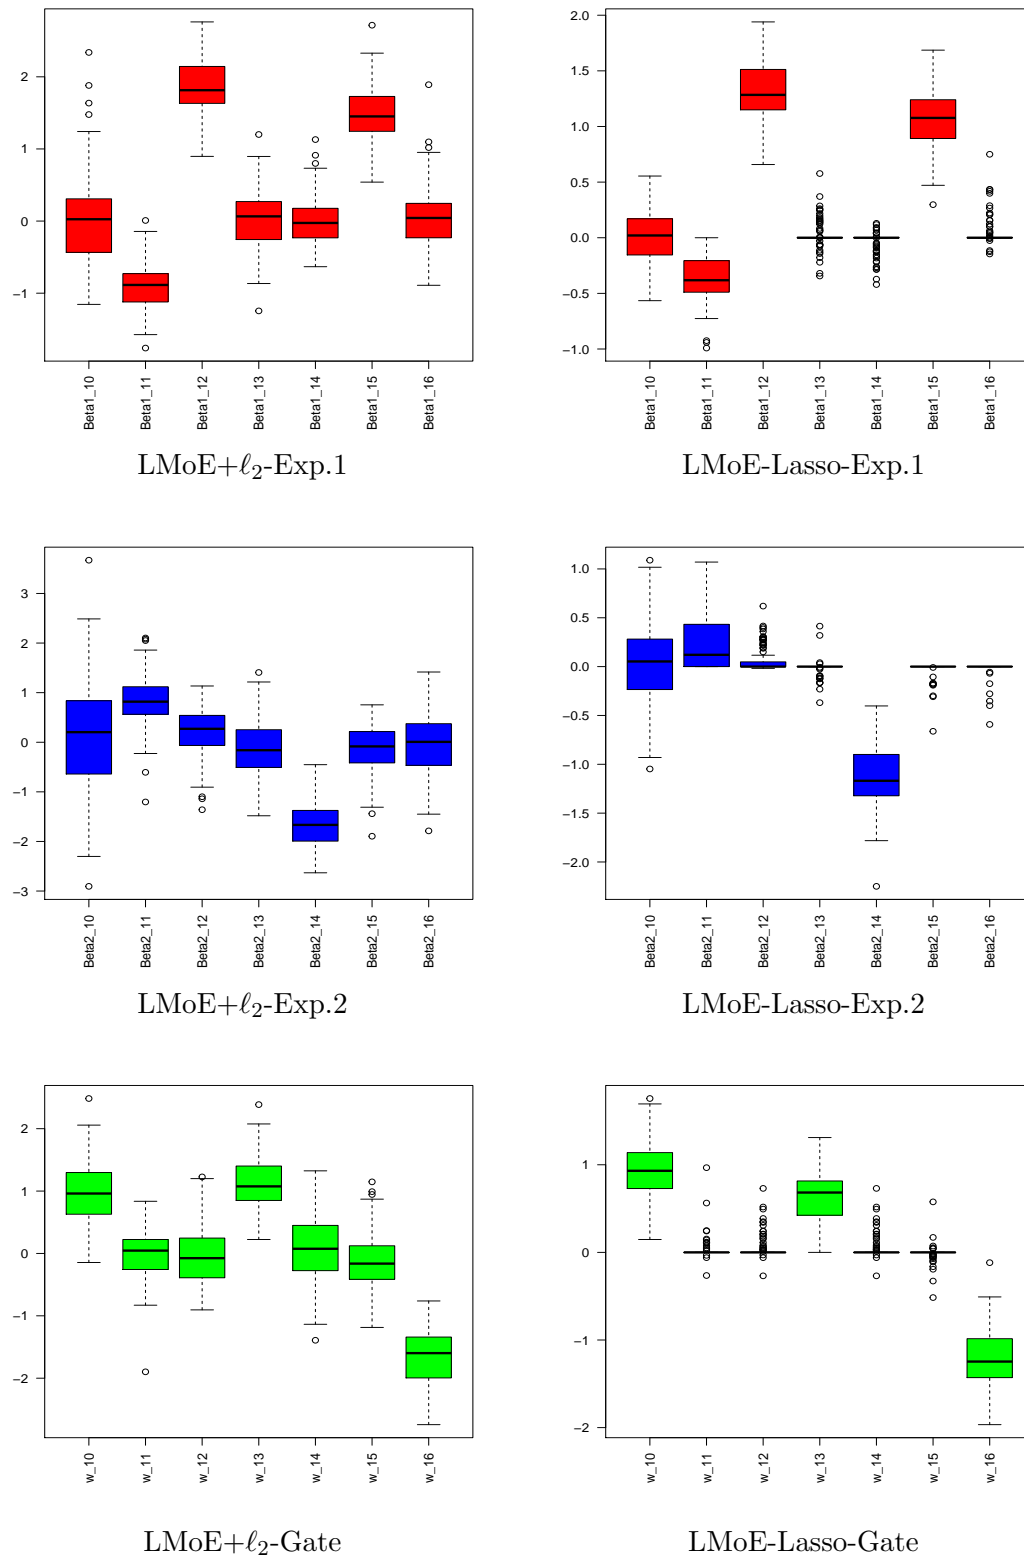 2
1
0
−1
Beta1_10
Beta1_11
Beta1_12
Beta1_13
Beta1_14
Beta1_15
Beta1_16
LMoE+ℓ₂-Exp.1
2.0
1.5
1.0
0.5
0.0
−0.5
−1.0
Beta1_10
Beta1_11
Beta1_12
Beta1_13
Beta1_14
Beta1_15
Beta1_16
LMoE-Lasso-Exp.1
3
2
1
0
−1
−2
−3
Beta2_10
Beta2_11
Beta2_12
Beta2_13
Beta2_14
Beta2_15
Beta2_16
LMoE+ℓ₂-Exp.2
1.0
0.5
0.0
−0.5
−1.0
−1.5
−2.0
Beta2_10
Beta2_11
Beta2_12
Beta2_13
Beta2_14
Beta2_15
Beta2_16
LMoE-Lasso-Exp.2
2
1
0
−1
−2
w_10
w_11
w_12
w_13
w_14
w_15
w_16
LMoE+ℓ₂-Gate
1
0
−1
−2
w_10
w_11
w_12
w_13
w_14
w_15
w_16
LMoE-Lasso-Gate